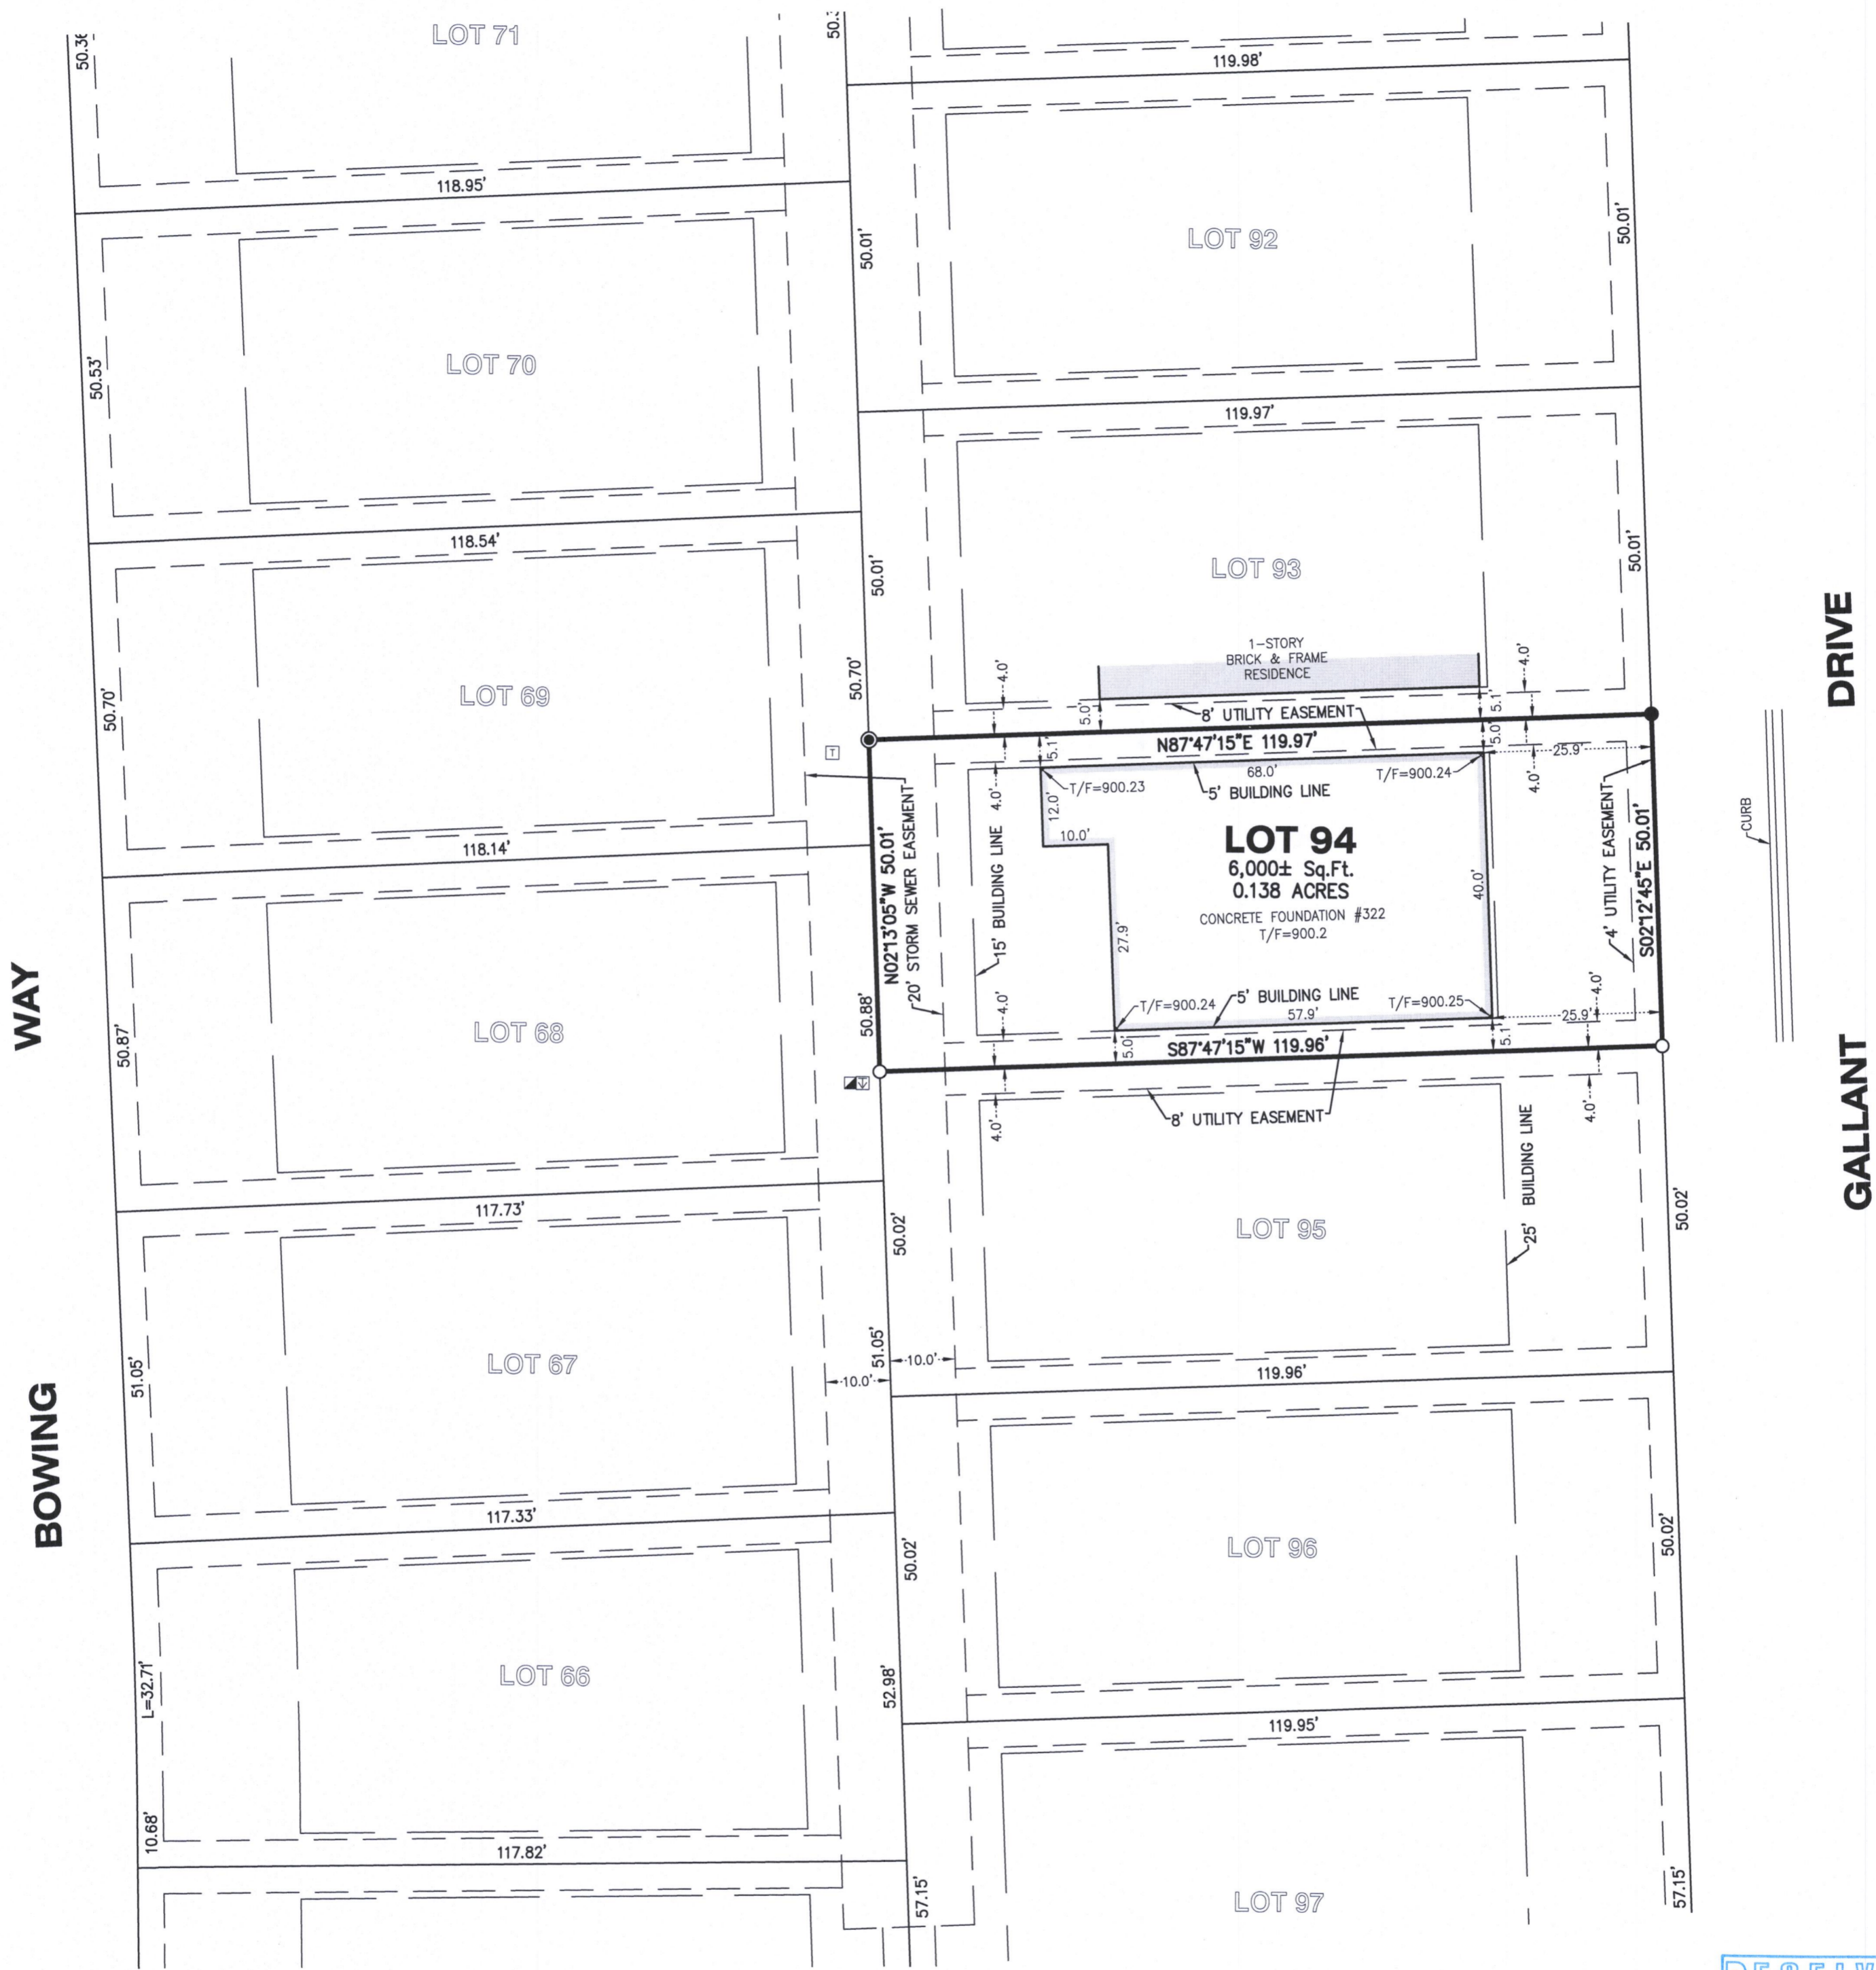 50.36
LOT 71
118.95'
50.53'
LOT 70
118.54'
50.70'
LOT 69
118.14'
50.87'
LOT 68
117.73'
51.05'
LOT 67
117.33'
L=32.71'
LOT 66
10.68'
117.82'
BOWING WAY
119.98'
50.01'
LOT 92
50.01'
119.97'
50.01'
LOT 93
50.01'
1-STORY
BRICK & FRAME
RESIDENCE
4.0'
4.0'
5.0'
5.1'
8' UTILITY EASEMENT
50.70'
T
N87°47'15"E 119.97'
5.1'
5.0'
25.9'
68.0'
T/F=900.23
T/F=900.24
5' BUILDING LINE
4.0'
4.0'
12.0'
10.0'
27.9'
40.0'
LOT 94
6,000± Sq.Ft.
0.138 ACRES
CONCRETE FOUNDATION #322
T/F=900.2
N02°13'05"W 50.01'
20' STORM SEWER EASEMENT
15' BUILDING LINE
4' UTILITY EASEMENT
S02°12'45"E 50.01'
CURB
T/F=900.24
5' BUILDING LINE
T/F=900.25
57.9'
4.0'
4.0'
25.9'
50.88'
5.0'
5.1'
S87°47'15"W 119.96'
8' UTILITY EASEMENT
4.0'
4.0'
25' BUILDING LINE
50.02'
LOT 95
50.02'
51.05'
10.0'
10.0'
119.96'
50.02'
LOT 96
50.02'
52.98'
119.95'
57.15'
LOT 97
57.15'
GALLANT DRIVE